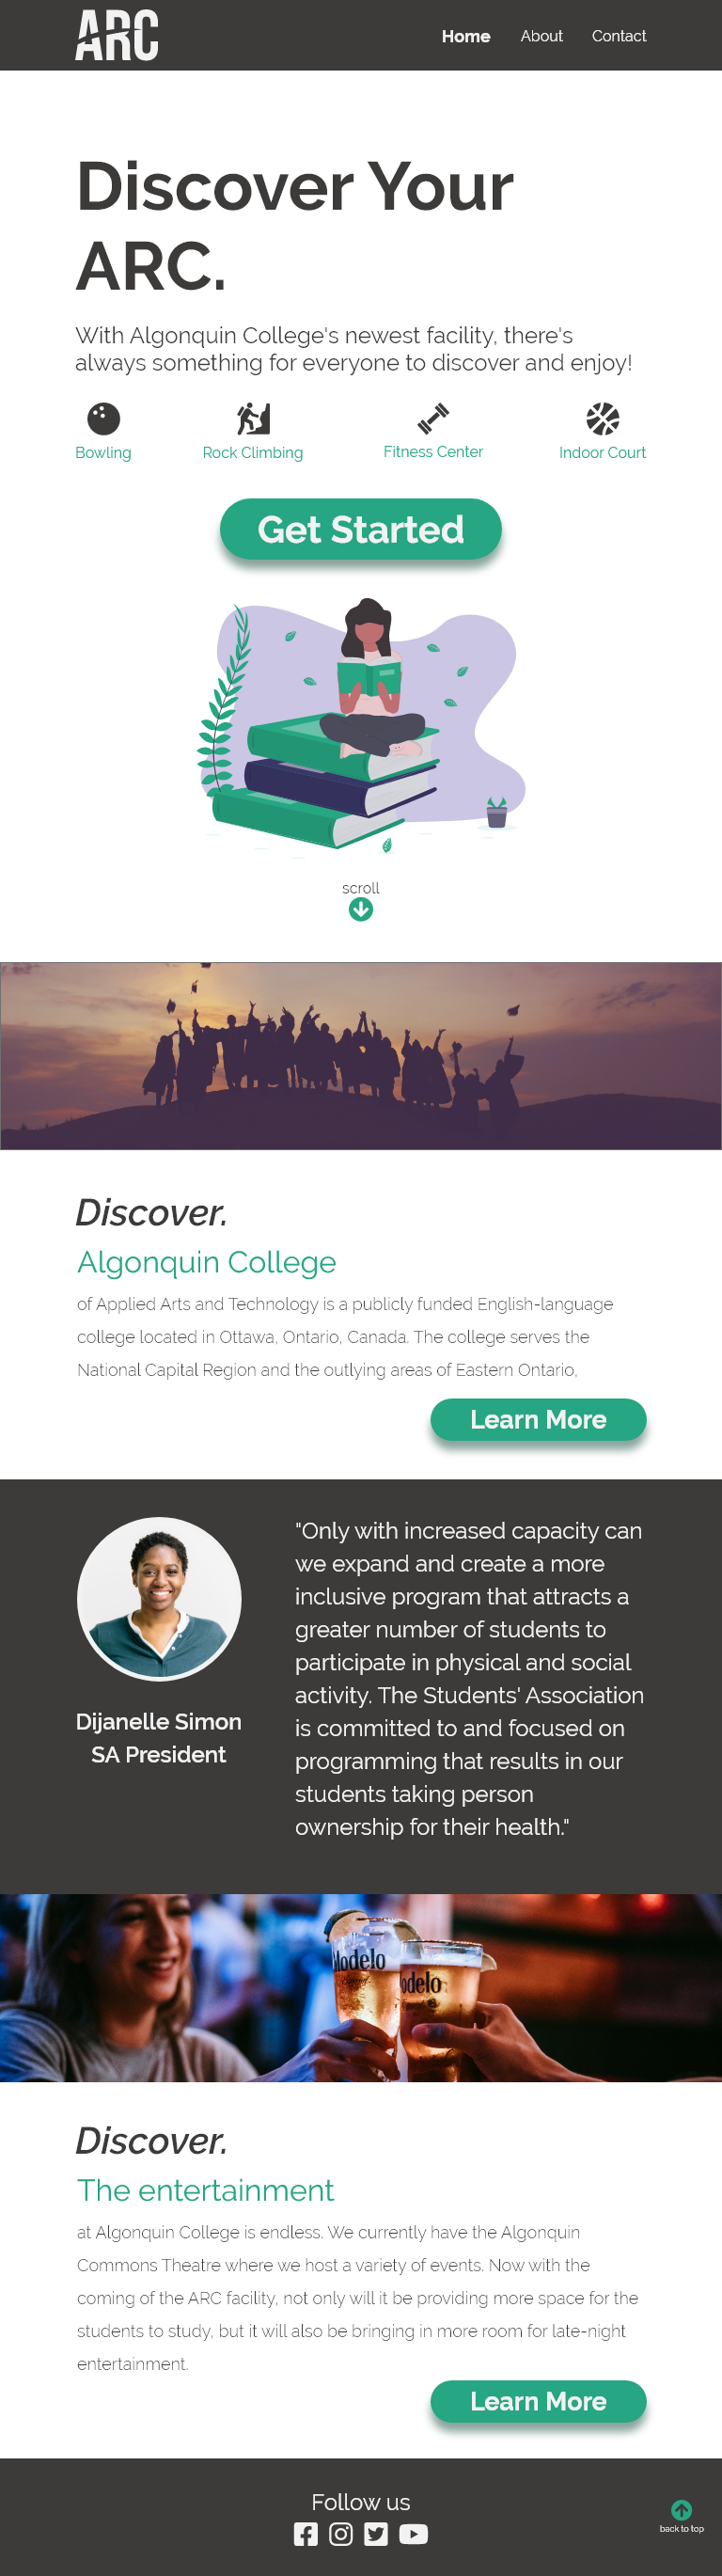 ARC
Home About Contact
Discover Your
ARC.
With Algonquin College's newest facility, there's
always something for everyone to discover and enjoy!
Bowling Rock Climbing Fitness Center Indoor Court
Get Started
scroll
Discover.
Algonquin College
of Applied Arts and Technology is a publicly funded English-language
college located in Ottawa, Ontario, Canada. The college serves the
National Capital Region and the outlying areas of Eastern Ontario,
Learn More
"Only with increased capacity can
we expand and create a more
inclusive program that attracts a
greater number of students to
participate in physical and social
activity. The Students' Association
is committed to and focused on
programming that results in our
students taking person
ownership for their health."
Dijanelle Simon
SA President
Modelo
Modelo
Discover.
The entertainment
at Algonquin College is endless. We currently have the Algonquin
Commons Theatre where we host a variety of events. Now with the
coming of the ARC facility, not only will it be providing more space for the
students to study, but it will also be bringing in more room for late-night
entertainment.
Learn More
Follow us
back to top